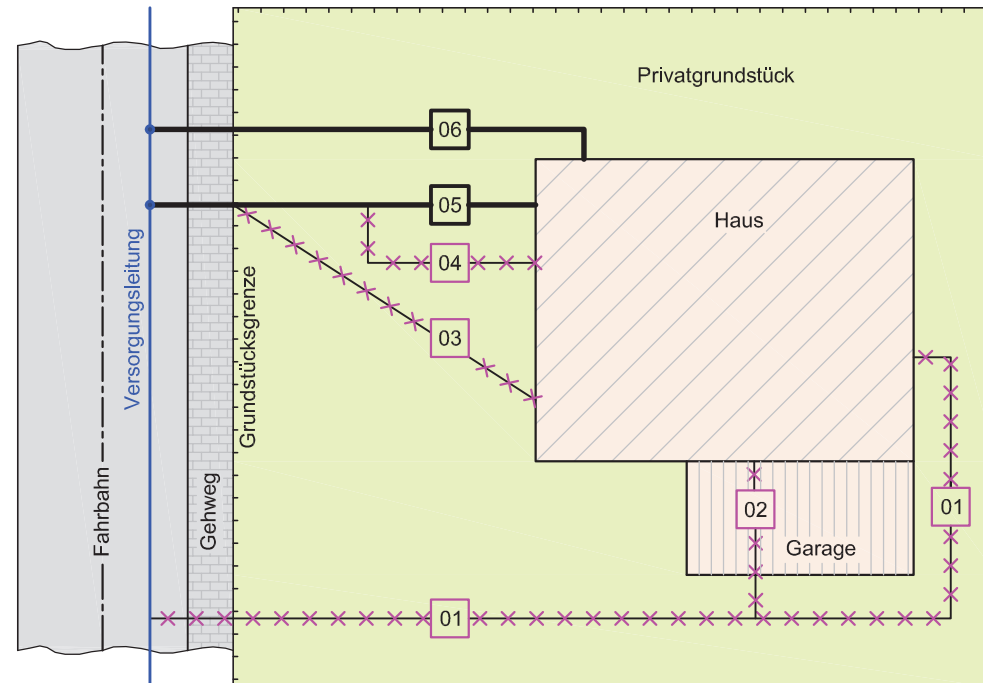 Privatgrundstück
06
05
Haus
04
Versorgungsleitung
Grundstücksgrenze
03
Fahrbahn
Gehweg
02
01
Garage
01